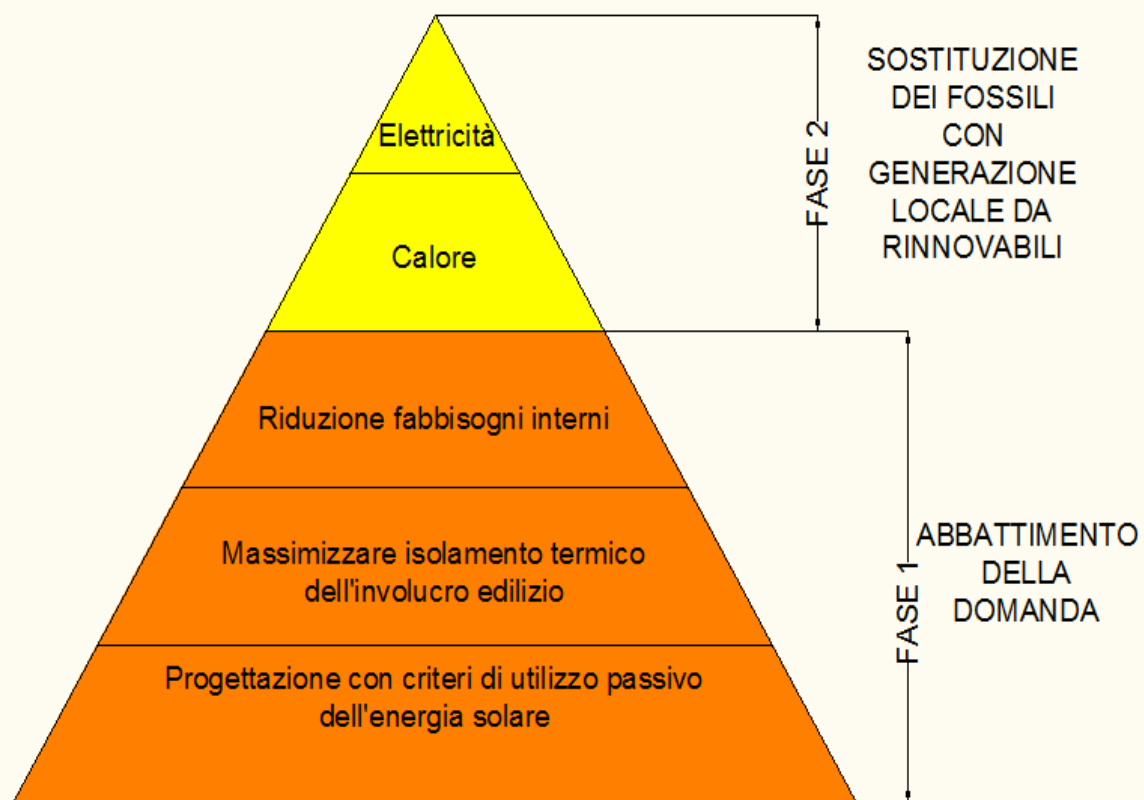 Elettricità
Calore
Riduzione fabbisogni interni
Massimizzare isolamento termico
dell'involucro edilizio
Progettazione con criteri di utilizzo passivo
dell'energia solare
FASE 2
SOSTITUZIONE
DEI FOSSILI
CON
GENERAZIONE
LOCALE DA
RINNOVABILI
FASE 1
ABBATTIMENTO
DELLA
DOMANDA